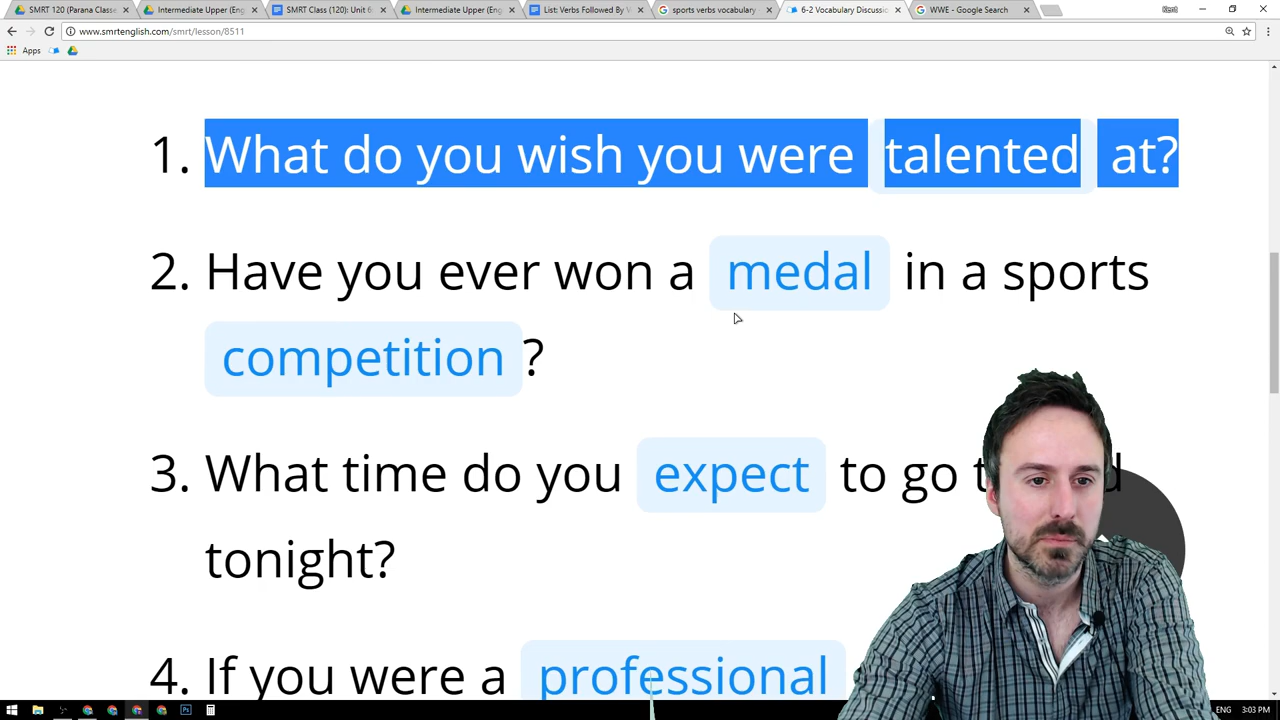 SMRT 120 (Parana Classe
Intermediate Upper (Eng
SMRT Class (120): Unit 6
Intermediate Upper (Eng
List: Verbs Followed By
sports verbs vocabulary
6-2 Vocabulary Discussio
WWE - Google Search
www.smrtenglish.com/smrt/lesson/8511
Apps
1. What do you wish you were talented at?
2. Have you ever won a medal in a sports
competition?
3. What time do you expect to go
tonight?
4. If you were a professional
ENG 3:03 PM